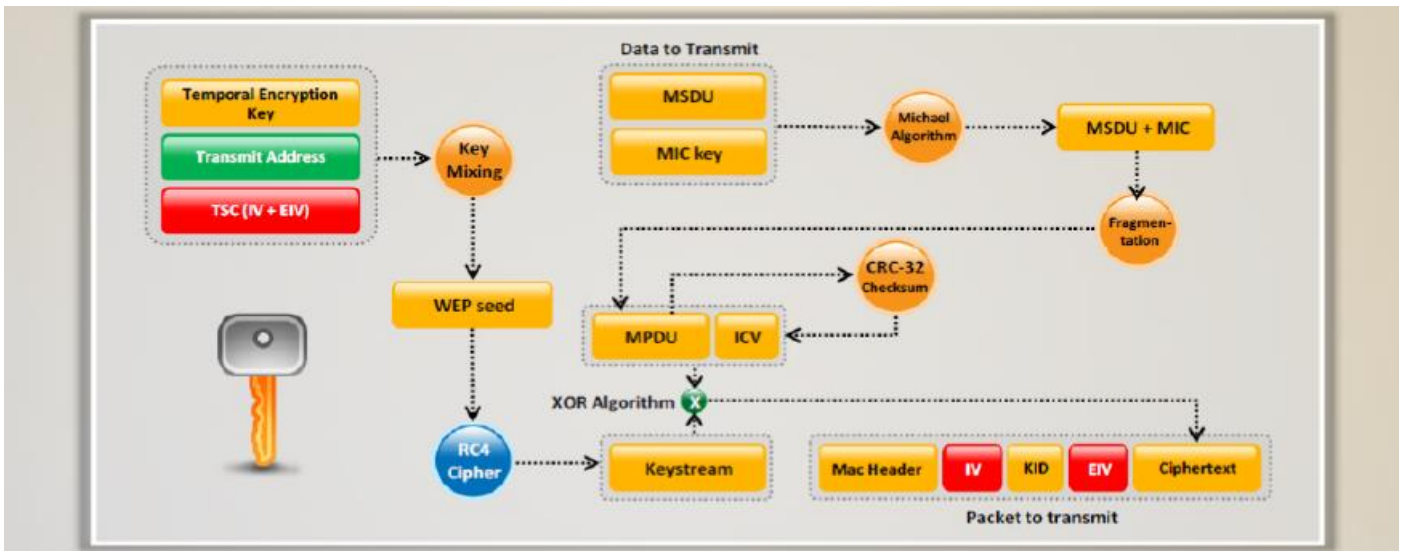 Data to Transmit
Temporal Encryption
Key
Transmit Address
TSC (IV + EIV)
Key
Mixing
MSDU
MIC key
Michael
Algorithm
MSDU + MIC
Fragmen-
tation
CRC-32
Checksum
WEP seed
MPDU
ICV
XOR Algorithm
X
RC4
Cipher
Keystream
Mac Header
IV
KID
EIV
Ciphertext
Packet to transmit